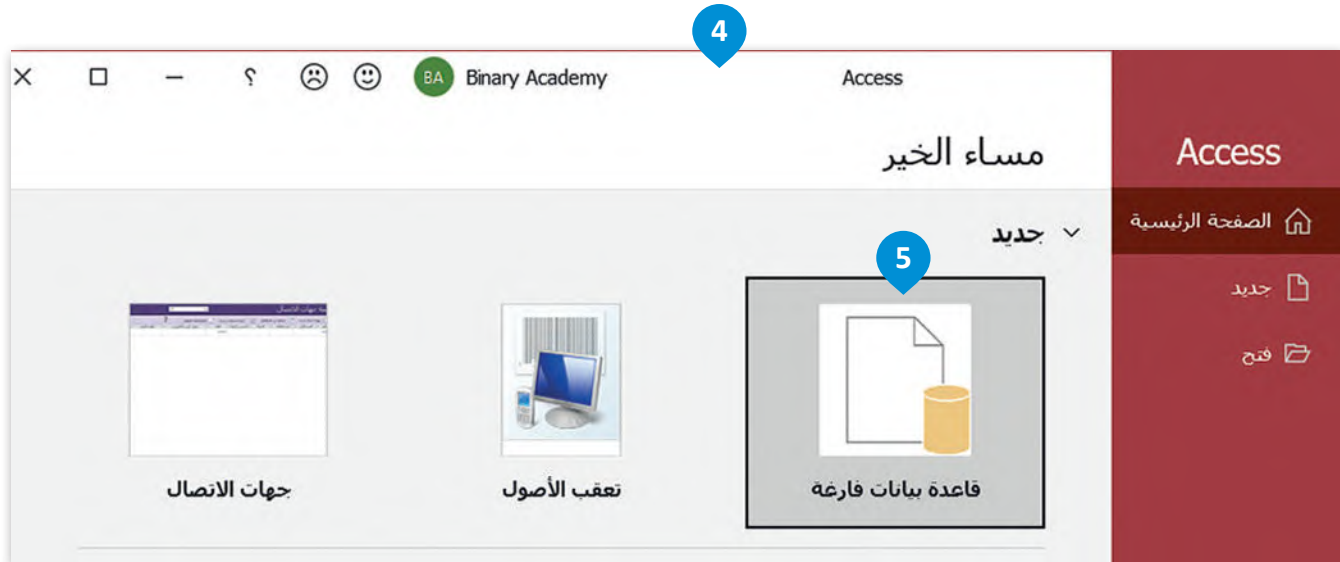 4
Access
Binary Academy
BA
؟
Access
مساء الخير
الصفحة الرئيسية
جديد
فتح
جديد
5
قاعدة بيانات فارغة
تعقب الأصول
جهات الاتصال